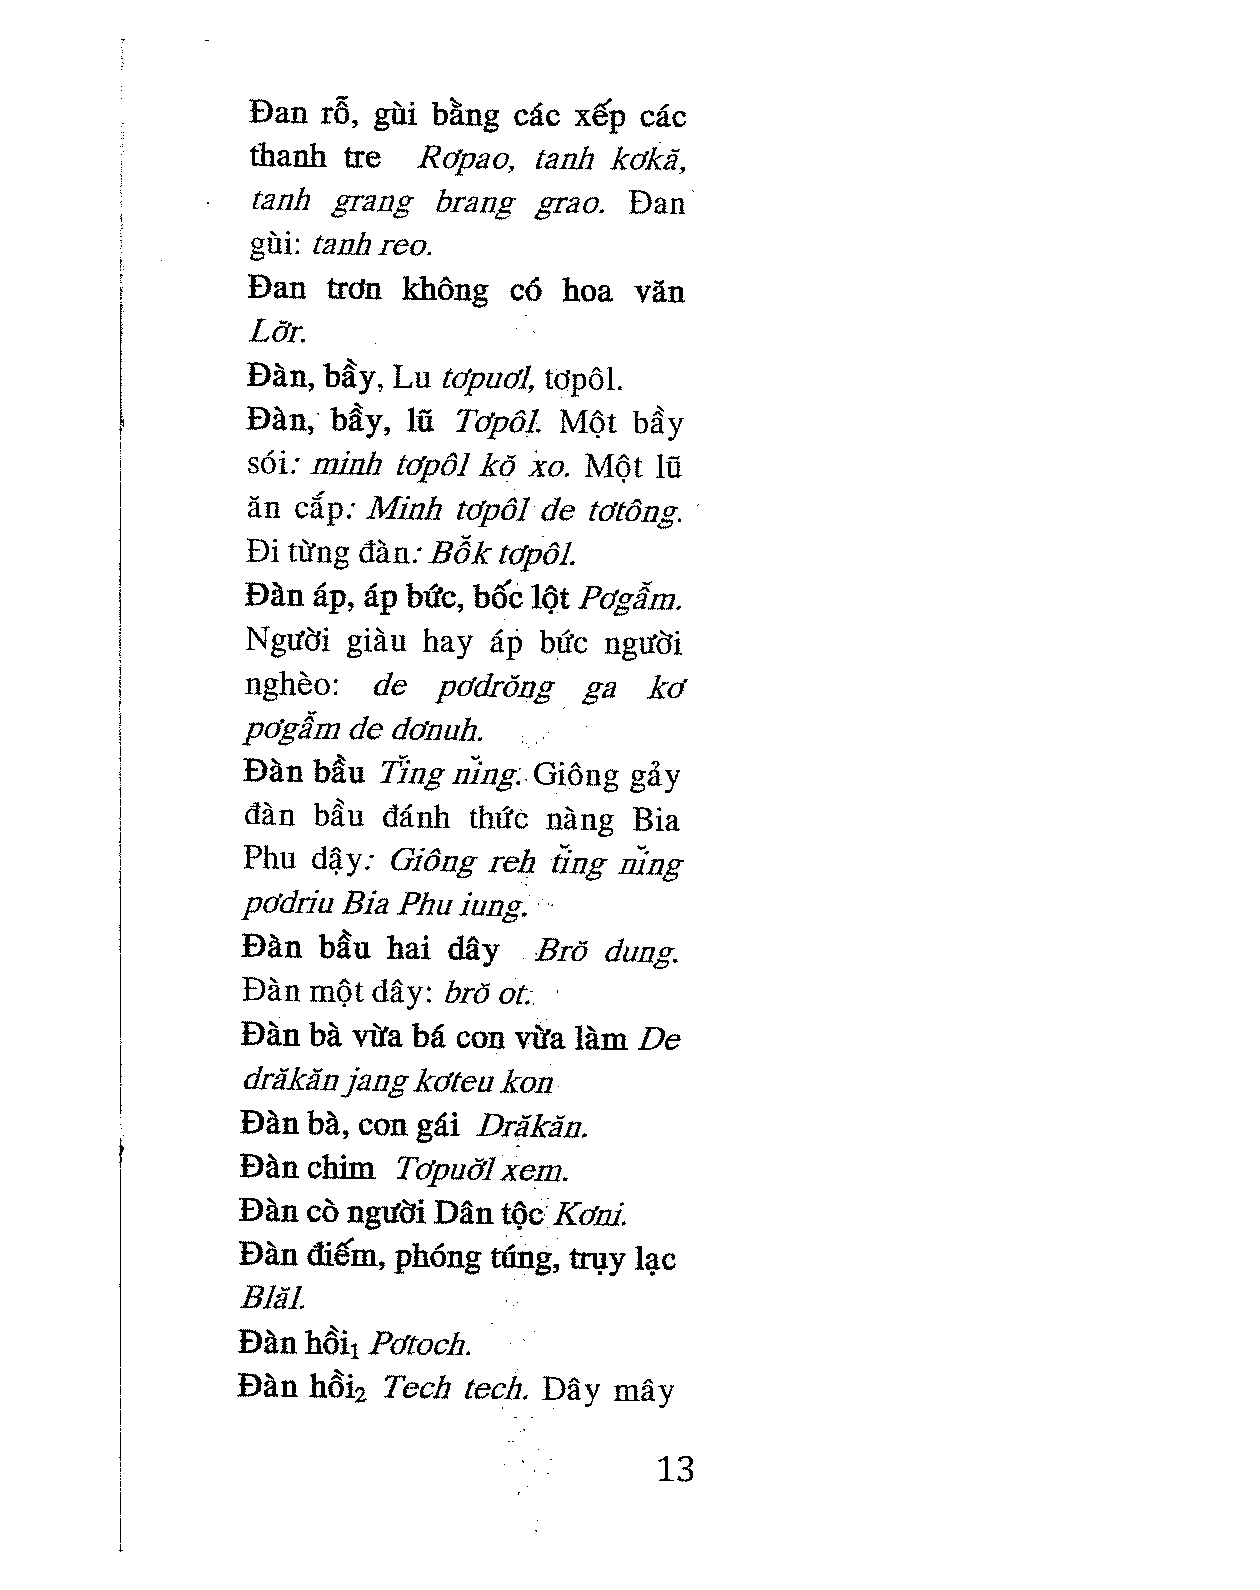 Đan rỗ, gùi bằng các xếp các
thanh tre Rơpao, tanh kơkă,
tanh grang brang grao. Đan
gùi: tanh reo.
Đan trơn không có hoa văn
Lỡr.
Đàn, bầy, Lu tơpuơl, tơpôl.
Đàn, bầy, lũ Tơpôl. Một bầy
sói: minh tơpôl kŏ xo. Một lũ
ăn cắp: Minh tơpôl de tơtông.
Đi từng đàn: Bỗk tơpôl.
Đàn áp, áp bức, bốc lột Pơgẫm.
Người giàu hay áp bức người
nghèo: de pơdrŏng ga kơ
pơgẫm de dơnuh.
Đàn bầu Tĭng nĭng. Giông gảy
đàn bầu đánh thức nàng Bia
Phu dậy: Giông reh tĭng nĭng
pơdriu Bia Phu iung.
Đàn bầu hai dây Brŏ dung.
Đàn một dây: brŏ ot.
Đàn bà vừa bá con vừa làm De
drăkăn jang kơteu kon
Đàn bà, con gái Drăkăn.
Đàn chim Tơpuỡl xem.
Đàn cò người Dân tộc Kơni.
Đàn điếm, phóng túng, trụy lạc
Blăl.
Đàn hồi₁ Pơtoch.
Đàn hồi₂ Tech tech. Dây mây
13